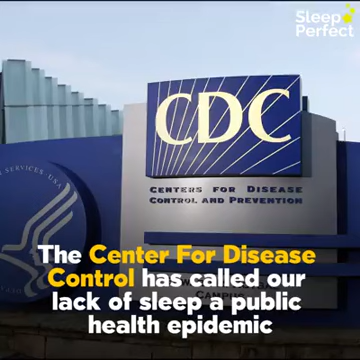 Sleep
Perfect
CDC
CENTERS FOR DISEASE
CONTROL AND PREVENTION
SERVICES USA
The Center For Disease
Control has called our
lack of sleep a public
health epidemic